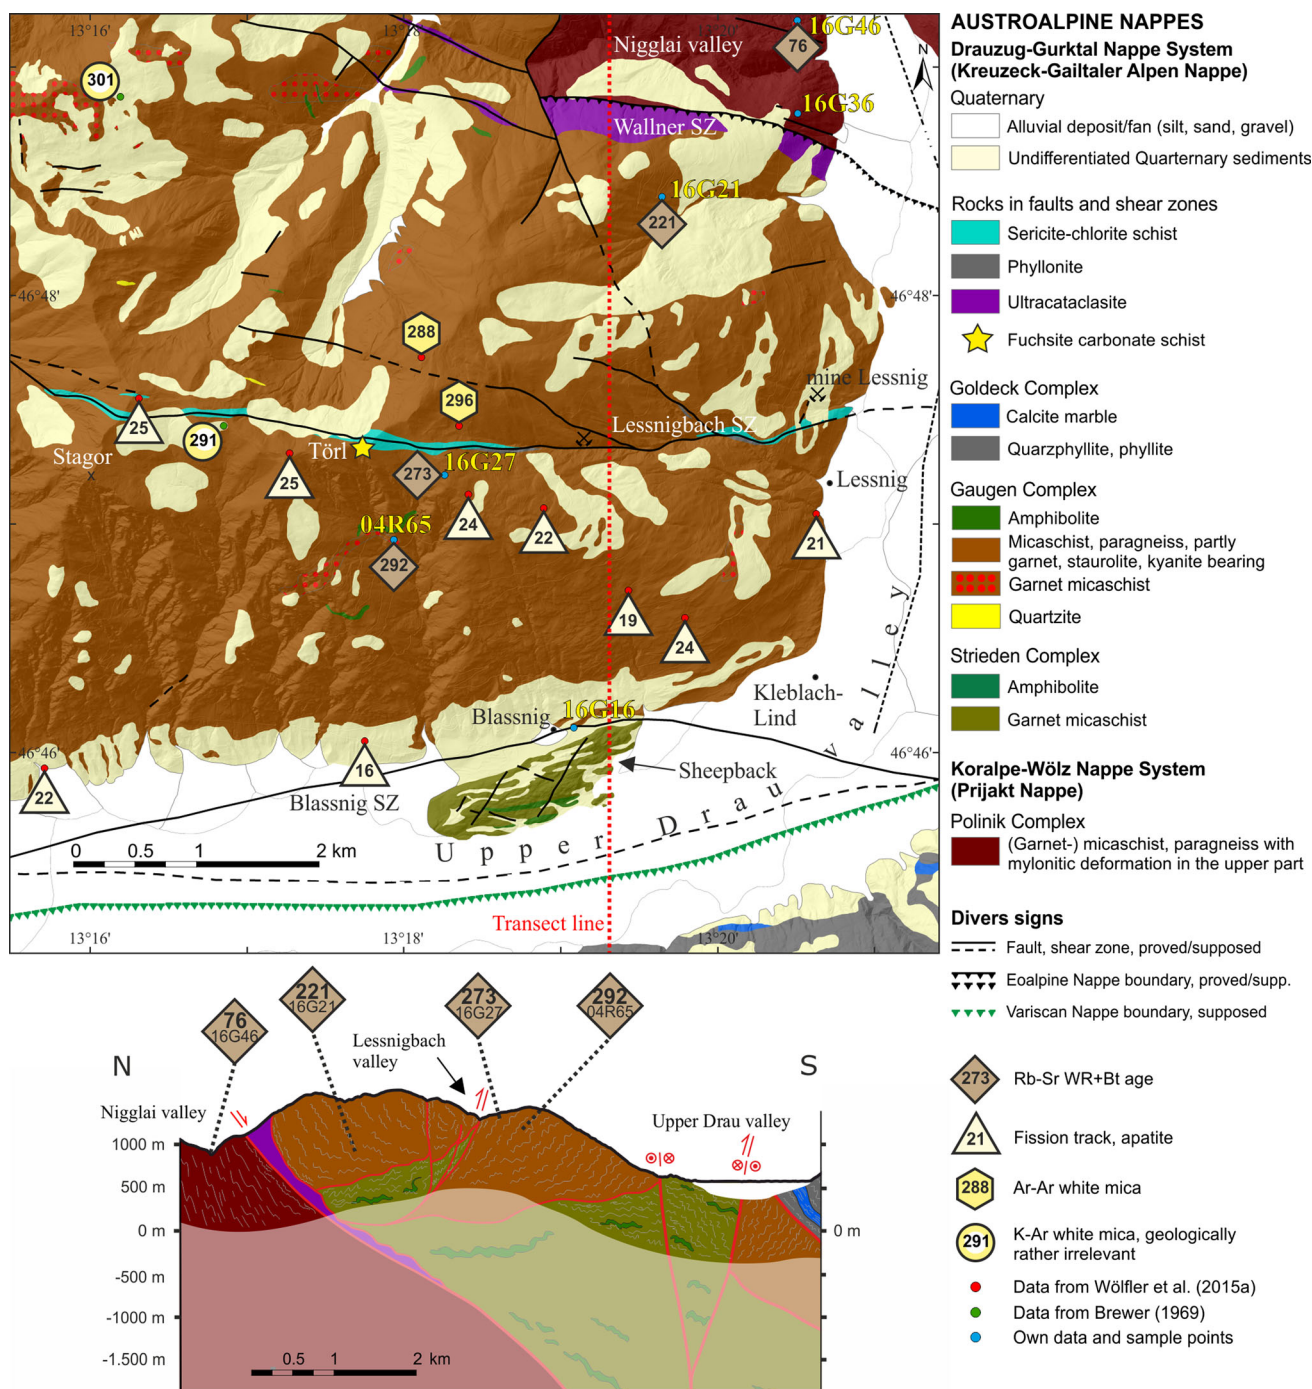 13°16'
13°18'
13°20'
16G46
Nigglai valley
76
N
301
16G36
Wallner SZ
16G21
221
46°48'
46°48'
288
mine Lessnig
296
Lessnigbach SZ
25
291
Törl
Stagor
273
16G27
Lessnig
25
24
22
21
04R65
292
19
24
Kleblach-
Lind
Blassnig
16G16
46°46'
46°46'
Sheepback
16
22
Blassnig SZ
Upper Drau valley
0 0.5 1 2 km
Transect line
13°16'
13°18'
13°20'
AUSTROALPINE NAPPES
Drauzug-Gurktal Nappe System
(Kreuzeck-Gailtaler Alpen Nappe)
Quaternary
Alluvial deposit/fan (silt, sand, gravel)
Undifferentiated Quarternary sediments
Rocks in faults and shear zones
Sericite-chlorite schist
Phyllonite
Ultracataclasite
Fuchsite carbonate schist
Goldeck Complex
Calcite marble
Quarzphyllite, phyllite
Gaugen Complex
Amphibolite
Micaschist, paragneiss, partly
garnet, staurolite, kyanite bearing
Garnet micaschist
Quartzite
Strieden Complex
Amphibolite
Garnet micaschist
Koralpe-Wölz Nappe System
(Prijakt Nappe)
Polinik Complex
(Garnet-) micaschist, paragneiss with
mylonitic deformation in the upper part
Divers signs
Fault, shear zone, proved/supposed
Eoalpine Nappe boundary, proved/supp.
Variscan Nappe boundary, supposed
273 Rb-Sr WR+Bt age
21 Fission track, apatite
288 Ar-Ar white mica
291 K-Ar white mica, geologically
rather irrelevant
Data from Wölfler et al. (2015a)
Data from Brewer (1969)
Own data and sample points
76
16G46
221
16G21
273
16G27
292
04R65
Lessnigbach
valley
N
S
Nigglai valley
Upper Drau valley
1000 m
500 m
0 m
0 m
-500 m
-1000 m
-1.500 m
0.5 1 2 km